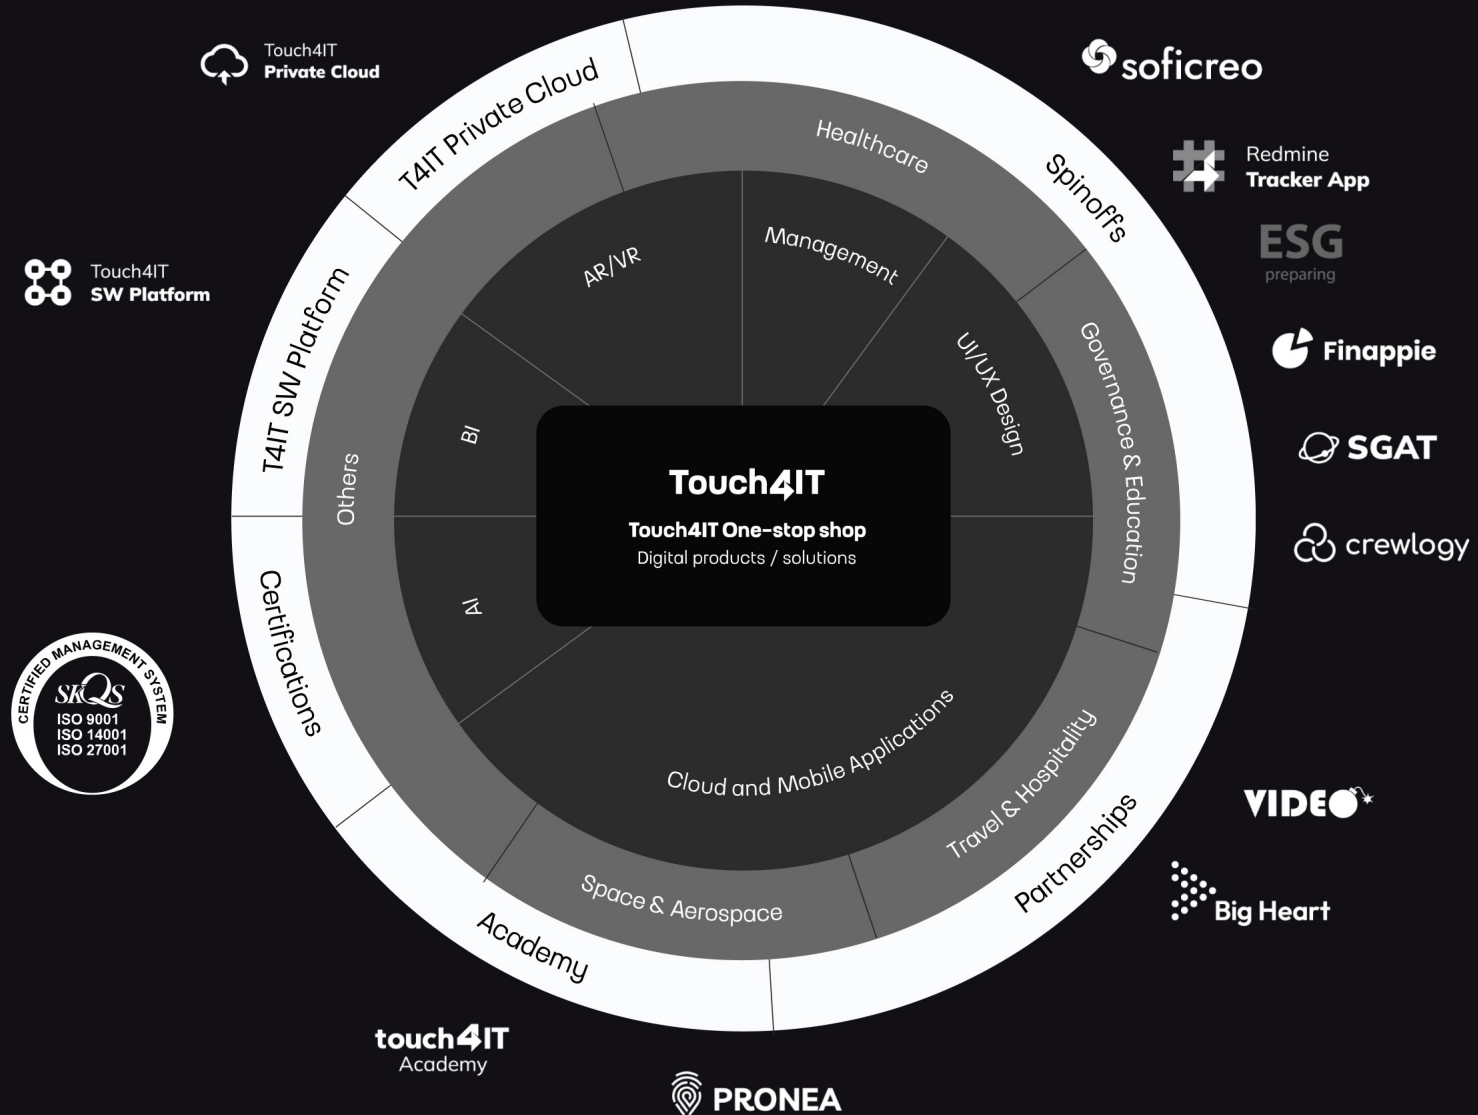 Touch4IT
Private Cloud
soficreo
T4IT Private Cloud
Healthcare
Spinoffs
Redmine
Tracker App
ESG
preparing
AR/VR
Management
Touch4IT
SW Platform
T4IT SW Platform
UI/UX Design
Governance & Education
Finappie
BI
Others
SGAT
Touch4IT
Touch4IT One-stop shop
Digital products / solutions
crewlogy
AI
Certifications
CERTIFIED MANAGEMENT SYSTEM
SKQS
ISO 9001
ISO 14001
ISO 27001
Cloud and Mobile Applications
Travel & Hospitality
Partnerships
VIDEO
Space & Aerospace
Big Heart
Academy
touch4IT
Academy
PRONEA